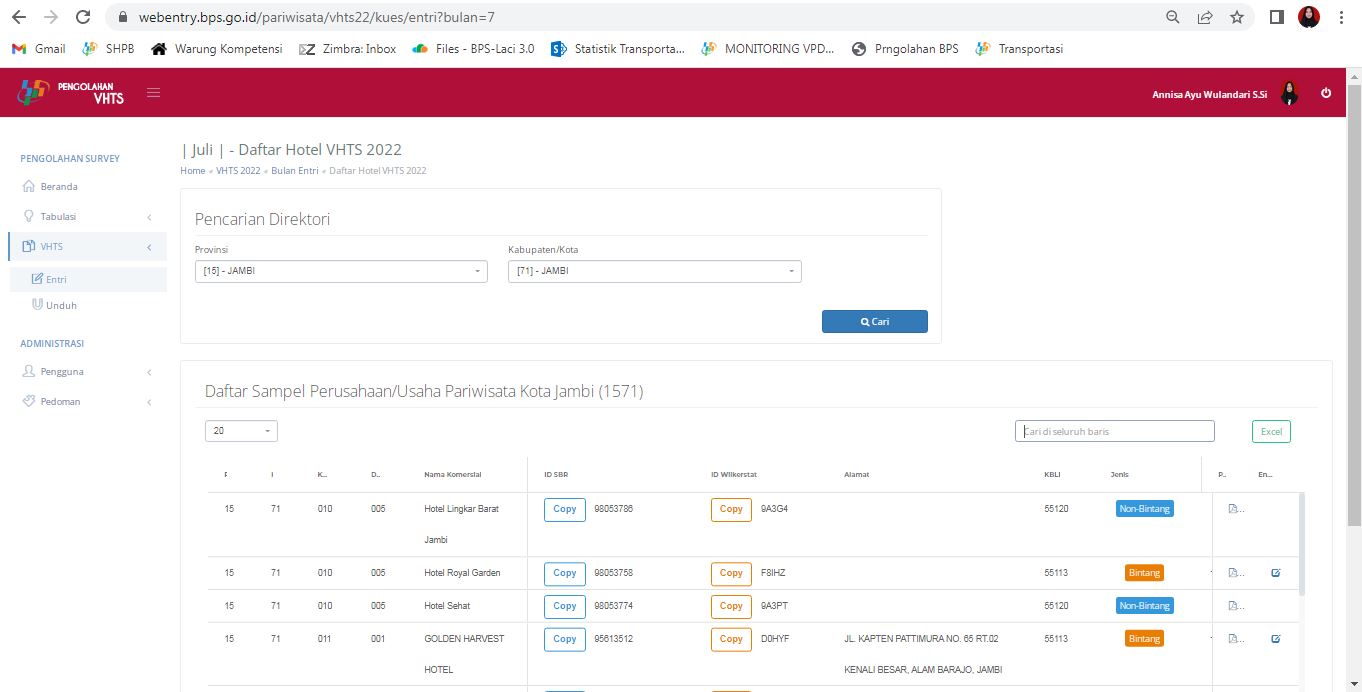 webentry.bps.go.id/pariwisata/vhts22/kues/entri?bulan=7
Gmail SHPB Warung Kompetensi Zimbra: Inbox Files - BPS-Laci 3.0 Statistik Transporta... MONITORING VPD... Prngolahan BPS Transportasi
PENGOLAHAN
VHTS
Annisa Ayu Wulandari S.Si
PENGOLAHAN SURVEY
Beranda
Tabulasi
VHTS
Entri
Unduh
ADMINISTRASI
Pengguna
Pedoman
| Juli | - Daftar Hotel VHTS 2022
Home VHTS 2022 Bulan Entri Daftar Hotel VHTS 2022
Pencarian Direktori
Provinsi Kabupaten/Kota
[15] - JAMBI [71] - JAMBI
Cari
Daftar Sampel Perusahaan/Usaha Pariwisata Kota Jambi (1571)
20 Cari di seluruh baris Excel
K... D... Nama Komersial ID SBR ID Wilkerstat Alamat KBLI Jenis P.. En...
15 71 010 005 Hotel Lingkar Barat Copy 98053786 Copy 9A3G4 55120 Non-Bintang
Jambi
15 71 010 005 Hotel Royal Garden Copy 98053758 Copy F8IHZ 55113 Bintang
15 71 010 005 Hotel Sehat Copy 98053774 Copy 9A3PT 55120 Non-Bintang
15 71 011 001 GOLDEN HARVEST Copy 95613512 Copy D0HYF JL. KAPTEN PATTIMURA NO. 65 RT.02 55113 Bintang
HOTEL KENALI BESAR, ALAM BARAJO, JAMBI